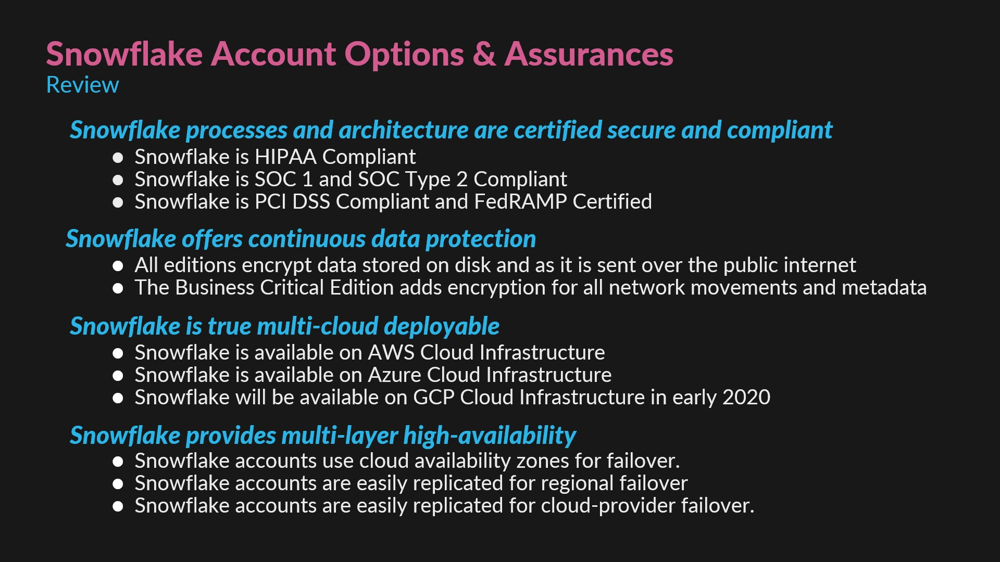 Snowflake Account Options & Assurances
Review
Snowflake processes and architecture are certified secure and compliant
● Snowflake is HIPAA Compliant
● Snowflake is SOC 1 and SOC Type 2 Compliant
● Snowflake is PCI DSS Compliant and FedRAMP Certified
Snowflake offers continuous data protection
● All editions encrypt data stored on disk and as it is sent over the public internet
● The Business Critical Edition adds encryption for all network movements and metadata
Snowflake is true multi-cloud deployable
● Snowflake is available on AWS Cloud Infrastructure
● Snowflake is available on Azure Cloud Infrastructure
● Snowflake will be available on GCP Cloud Infrastructure in early 2020
Snowflake provides multi-layer high-availability
● Snowflake accounts use cloud availability zones for failover.
● Snowflake accounts are easily replicated for regional failover
● Snowflake accounts are easily replicated for cloud-provider failover.